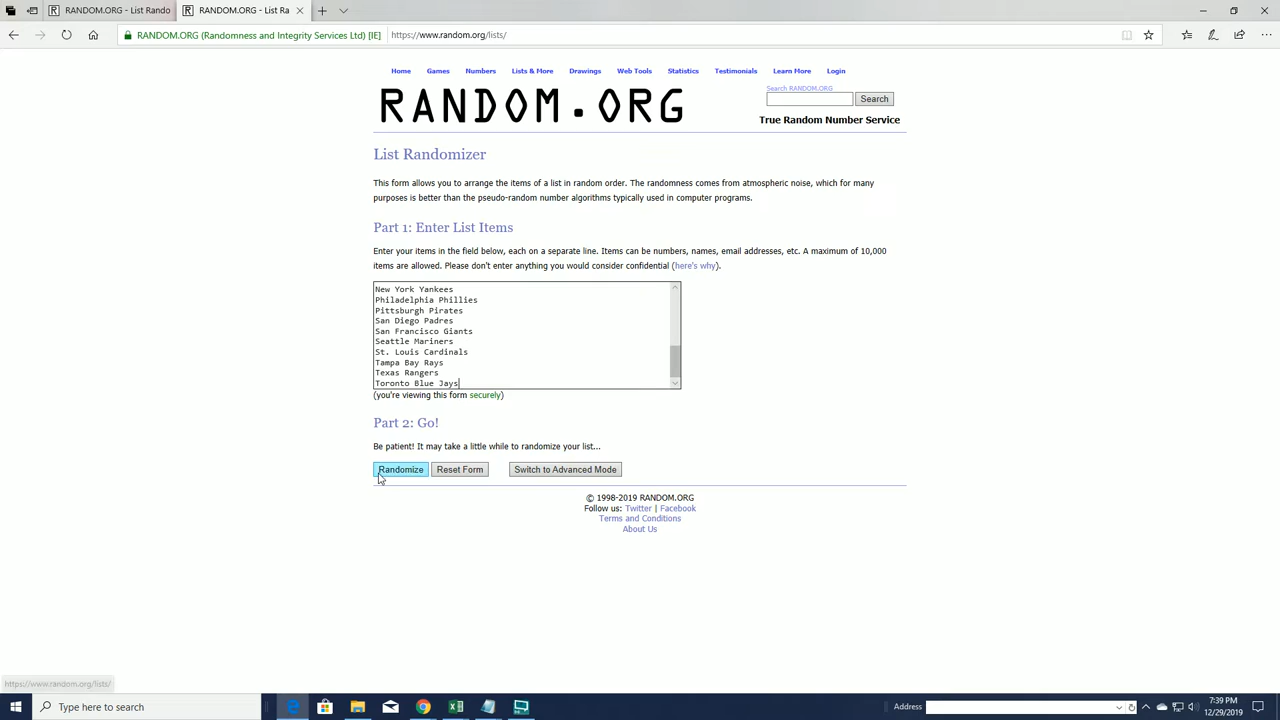 RANDOM.ORG - List Rando
RANDOM.ORG - List Ra
RANDOM.ORG (Randomness and Integrity Services Ltd) [IE]
https://www.random.org/lists/
Home Games Numbers Lists & More Drawings Web Tools Statistics Testimonials Learn More Login
RANDOM.ORG
Search RANDOM.ORG
Search
True Random Number Service
List Randomizer
This form allows you to arrange the items of a list in random order. The randomness comes from atmospheric noise, which for many
purposes is better than the pseudo-random number algorithms typically used in computer programs.
Part 1: Enter List Items
Enter your items in the field below, each on a separate line. Items can be numbers, names, email addresses, etc. A maximum of 10,000
items are allowed. Please don't enter anything you would consider confidential (here's why).
New York Yankees
Philadelphia Phillies
Pittsburgh Pirates
San Diego Padres
San Francisco Giants
Seattle Mariners
St. Louis Cardinals
Tampa Bay Rays
Texas Rangers
Toronto Blue Jays
(you're viewing this form securely)
Part 2: Go!
Be patient! It may take a little while to randomize your list...
Randomize Reset Form Switch to Advanced Mode
© 1998-2019 RANDOM.ORG
Follow us: Twitter | Facebook
Terms and Conditions
About Us
https://www.random.org/lists/
Type here to search
Address
7:39 PM
12/29/2019